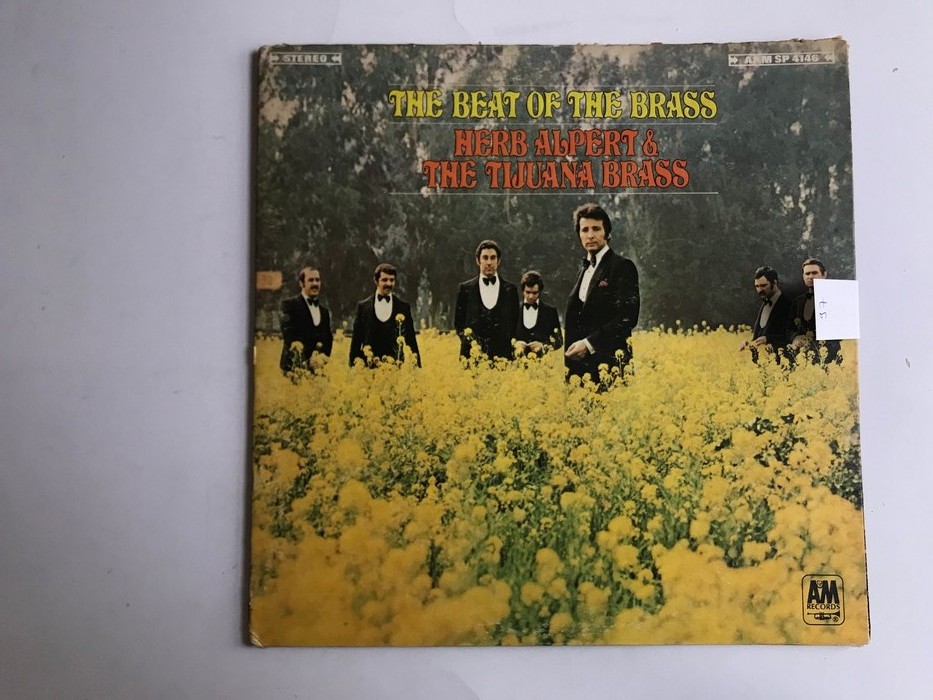 STEREO
A&M SP 4146
THE BEAT OF THE BRASS
HERB ALPERT &
THE TIJUANA BRASS
A&M
RECORDS